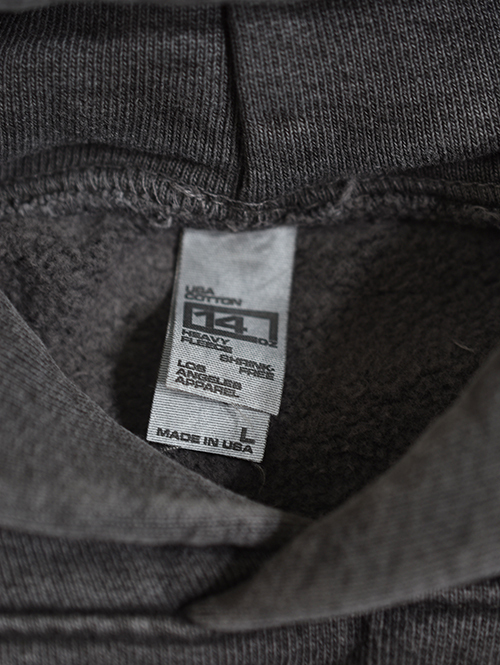 USA
COTTON
14 OZ
HEAVY
FLEECE SHRINK-
FREE
LOS
ANGELES
APPAREL
L
MADE IN USA